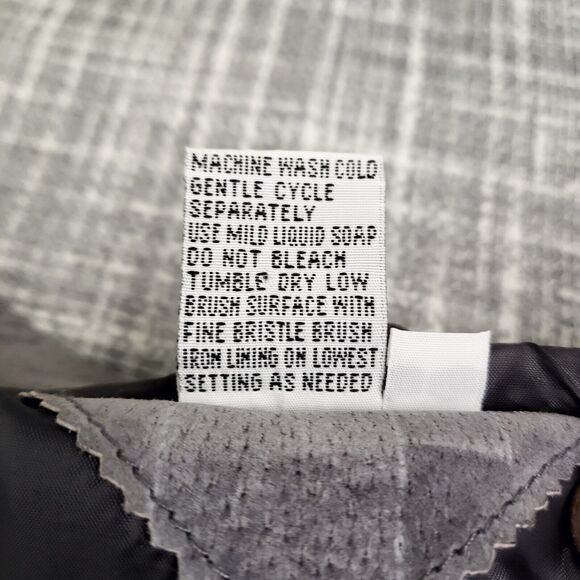 MACHINE WASH COLD
GENTLE CYCLE
SEPARATELY
USE MILD LIQUID SOAP
DO NOT BLEACH
TUMBLE DRY LOW
BRUSH SURFACE WITH
FINE BRISTLE BRUSH
IRON LINING ON LOWEST
SETTING AS NEEDED